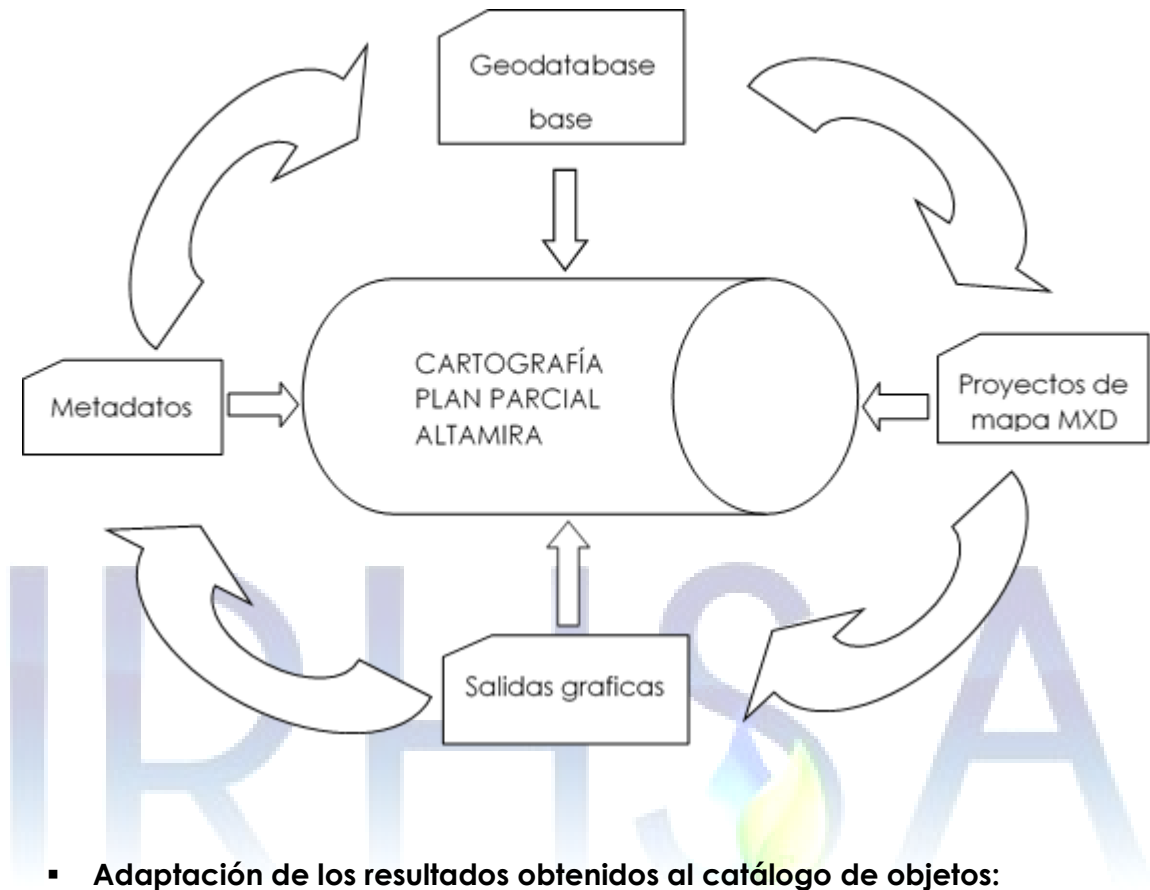 Geodatabase
base
CARTOGRAFÍA
PLAN PARCIAL
ALTAMIRA
Metadatos
Proyectos de
mapa MXD
Salidas graficas
IRHSA
▪ Adaptación de los resultados obtenidos al catálogo de objetos: